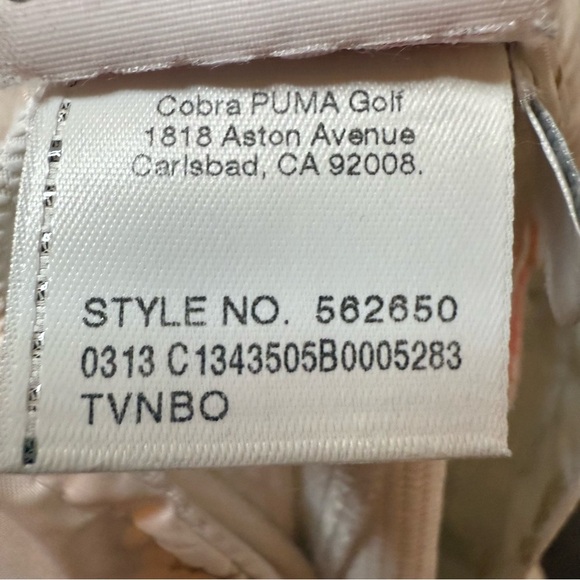 Cobra PUMA Golf
1818 Aston Avenue
Carlsbad, CA 92008.
STYLE NO. 562650
0313 C1343505B0005283
TVNBO